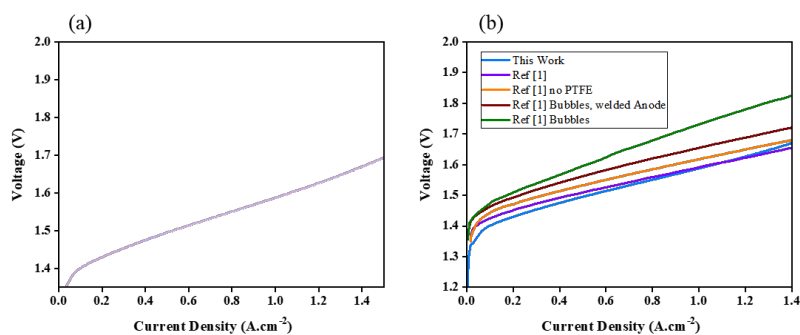 (a)
2.0
1.9
1.8
1.7
1.6
1.5
1.4
Voltage (V)
0.0 0.2 0.4 0.6 0.8 1.0 1.2 1.4
Current Density (A.cm-2)
(b)
2.0
1.9
1.8
1.7
1.6
1.5
1.4
1.3
1.2
Voltage (V)
This Work
Ref [1]
Ref [1] no PTFE
Ref [1] Bubbles, welded Anode
Ref [1] Bubbles
0.0 0.2 0.4 0.6 0.8 1.0 1.2 1.4
Current Density (A.cm-2)